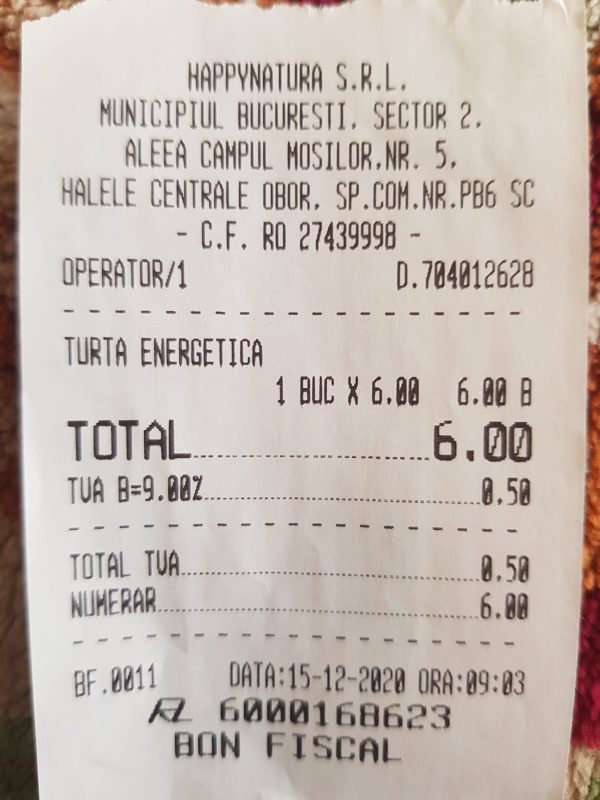 HAPPYNATURA S.R.L.
MUNICIPIUL BUCURESTI, SECTOR 2,
ALEEA CAMPUL MOSILOR,NR. 5,
HALELE CENTRALE OBOR, SP.COM.NR.PB6 SC
- C.F. RO 27439998 -
OPERATOR/1 D.704012628
TURTA ENERGETICA
1 BUC X 6.00 6.00 B
TOTAL 6.00
TVA B=9.00% 0.50
TOTAL TVA 0.50
NUMERAR 6.00
BF.0011 DATA:15-12-2020 ORA:09:03
6000168623
BON FISCAL